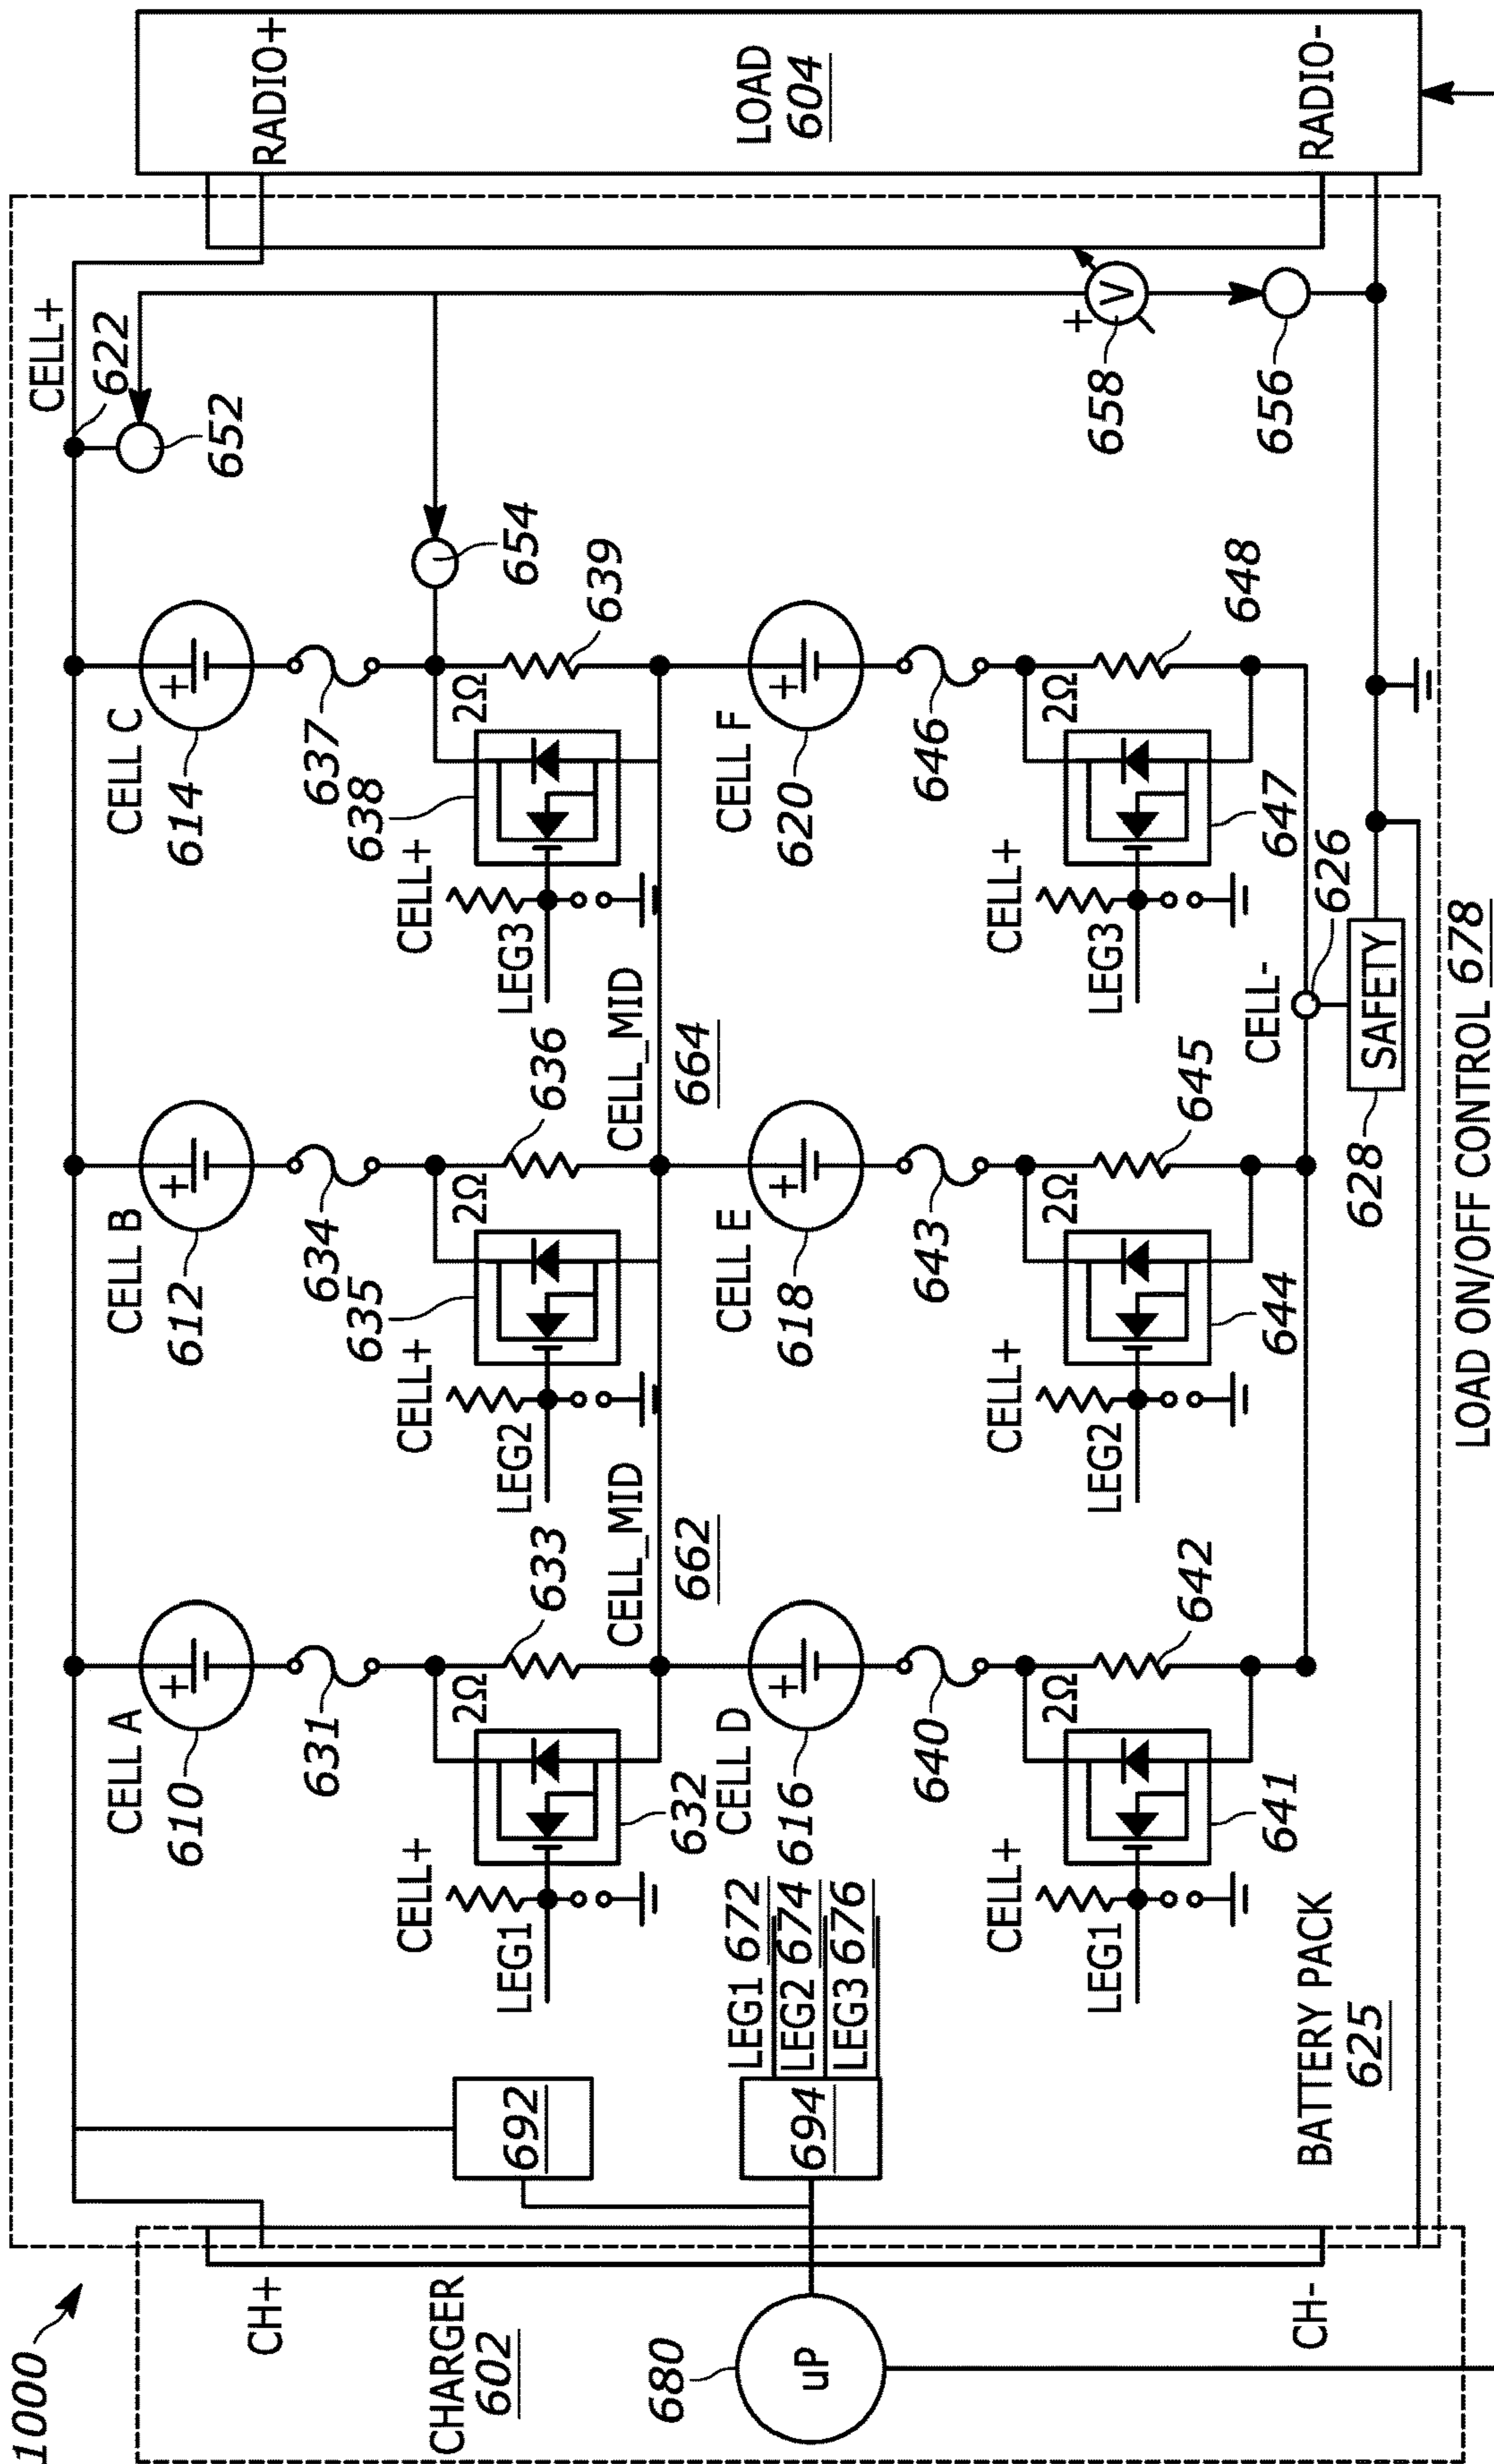 1000
CH+
CHARGER
602
680
uP
CH-
692
694
LEG1 672
LEG2 674
LEG3 676
BATTERY PACK
625
CELL+
622
652
CELL A
610
+
631
2Ω
633
CELL+
LEG1
632
CELL_MID
662
CELL B
612
+
634
635
2Ω
636
CELL+
LEG2
CELL_MID
664
CELL C
614
+
637
638
2Ω
639
CELL+
LEG3
654
CELL D
616
+
640
2Ω
642
CELL+
LEG1
641
CELL E
618
+
643
2Ω
645
CELL+
LEG2
644
CELL F
620
+
646
2Ω
648
CELL+
LEG3
647
CELL-
626
SAFETY
628
+
V
658
656
RADIO+
LOAD
604
RADIO-
LOAD ON/OFF CONTROL 678